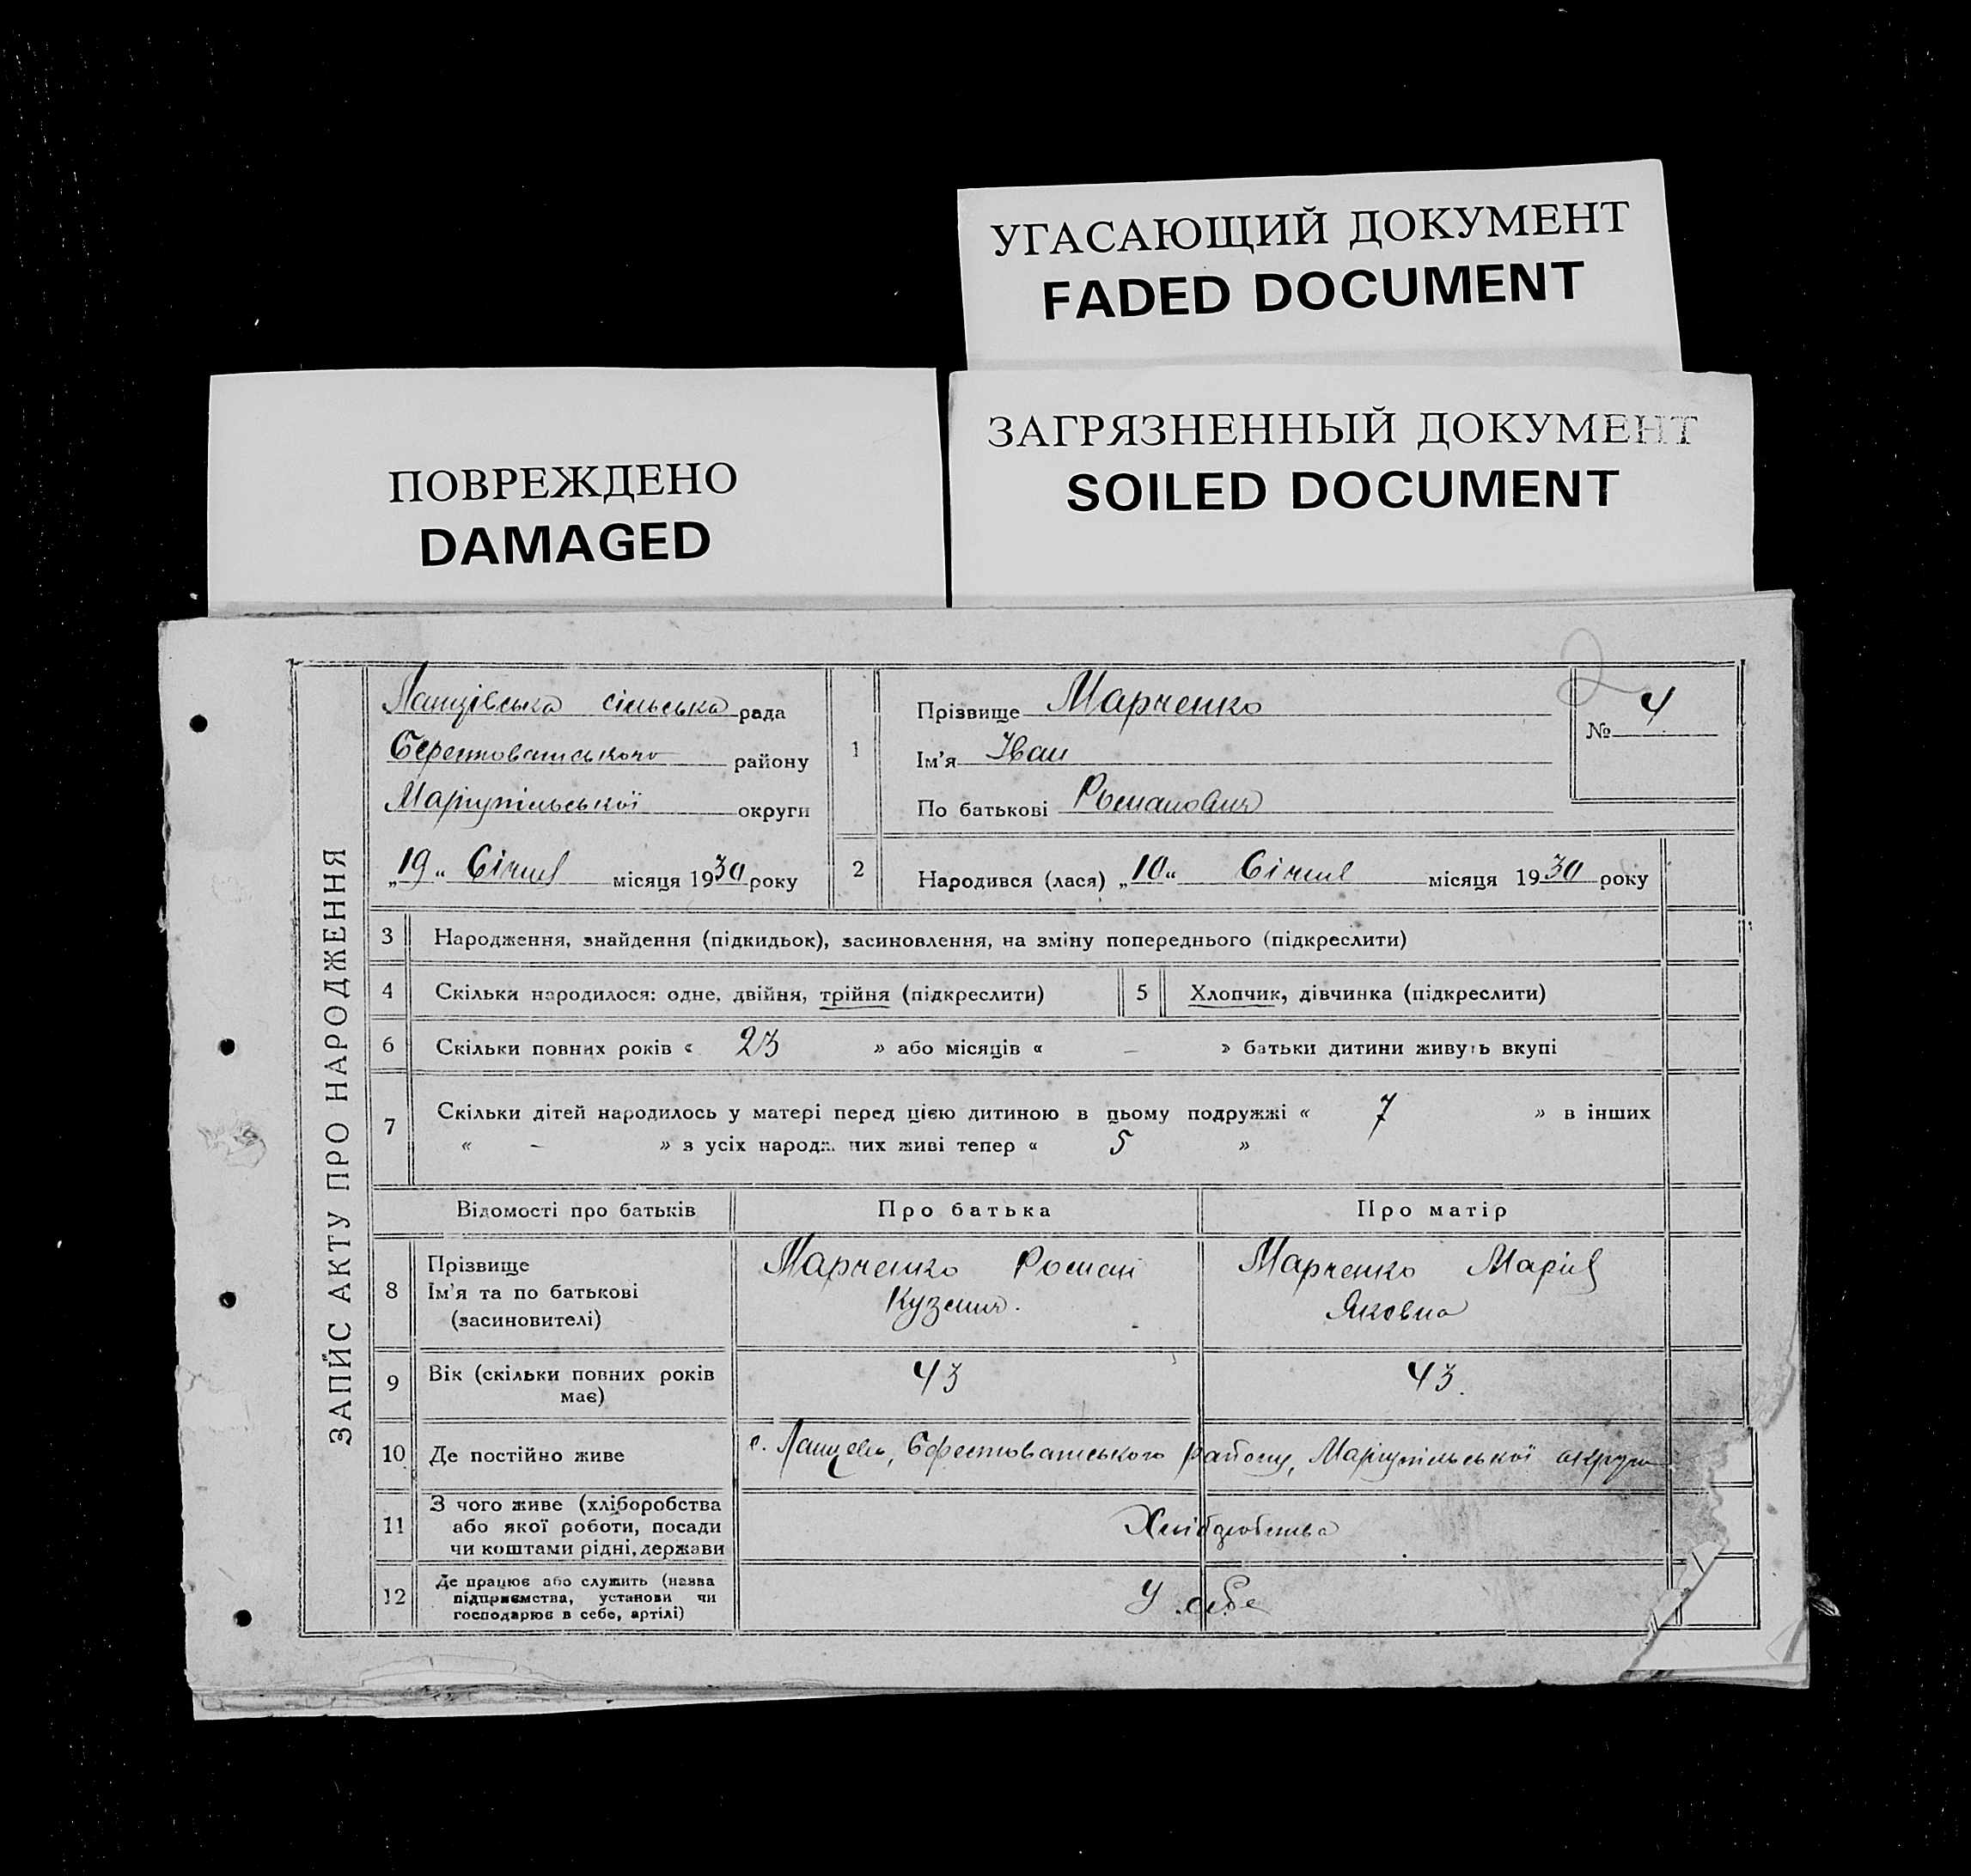 УГАСАЮЩИЙ ДОКУМЕНТ
FADED DOCUMENT
ПОВРЕЖДЕНО
DAMAGED
ЗАГРЯЗНЕННЫЙ ДОКУМЕНТ
SOILED DOCUMENT
ЗАПИС АКТУ ПРО НАРОДЖЕННЯ
сільська рада
району
Маріупільської округи
„19“ Січня місяця 1930 року
1
Прізвище Марченко
Ім'я Іван
По батькові Романович
№ 4
2
Народився (лася) „10“ Січня місяця 1930 року
3 Народження, знайдення (підкидьок), засиновлення, на зміну попереднього (підкреслити)
4 Скільки народилося: одне, двійня, трійня (підкреслити)
5 Хлопчик, дівчинка (підкреслити)
6 Скільки повних років « 23 » або місяців « – » батьки дитини живуть вкупі
7 Скільки дітей народилось у матері перед цією дитиною в цьому подружжі « 7 » в інших
« – » з усіх народж. них живі тепер « 5 »
Відомості про батьків Про батька Про матір
8 Прізвище
Ім'я та по батькові
(засиновителі)
Марченко Роман
Кузьмич.
Марченко Марія
Яковна
9 Вік (скільки повних років
має)
43
43.
10 Де постійно живе
с. району, Маріупільської округи
11 З чого живе (хліборобства
або якої роботи, посади
чи коштами рідні, держави
Хліборобства
12 Де працює або служить (назва
підприємства, установи чи
господарює в себе, артілі)
У себе